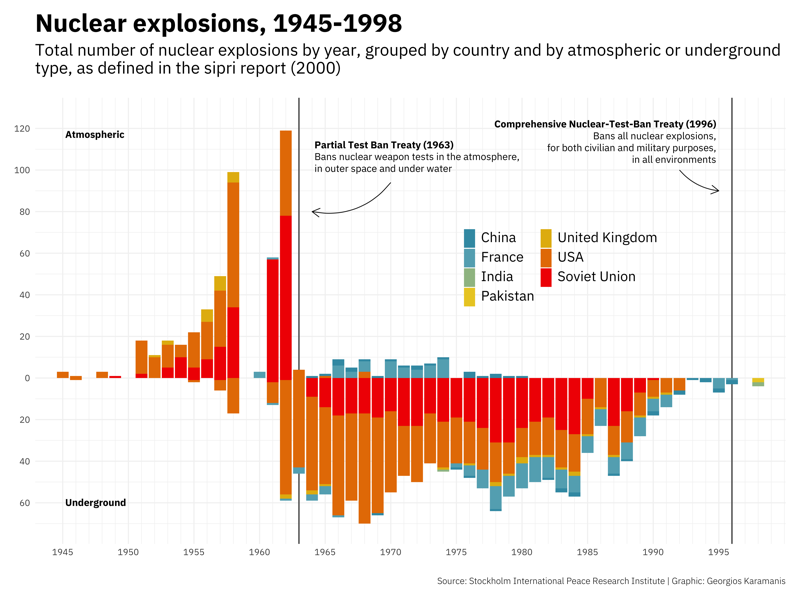 Nuclear explosions, 1945-1998
Total number of nuclear explosions by year, grouped by country and by atmospheric or underground
type, as defined in the sipri report (2000)
Comprehensive Nuclear-Test-Ban Treaty (1996)
Bans all nuclear explosions,
for both civilian and military purposes,
in all environments
Atmospheric
Partial Test Ban Treaty (1963)
Bans nuclear weapon tests in the atmosphere,
in outer space and under water
China
France
India
Pakistan
United Kingdom
USA
Soviet Union
120
100
80
60
40
20
0
20
40
60
Underground
1945 1950 1955 1960 1965 1970 1975 1980 1985 1990 1995
Source: Stockholm International Peace Research Institute | Graphic: Georgios Karamanis